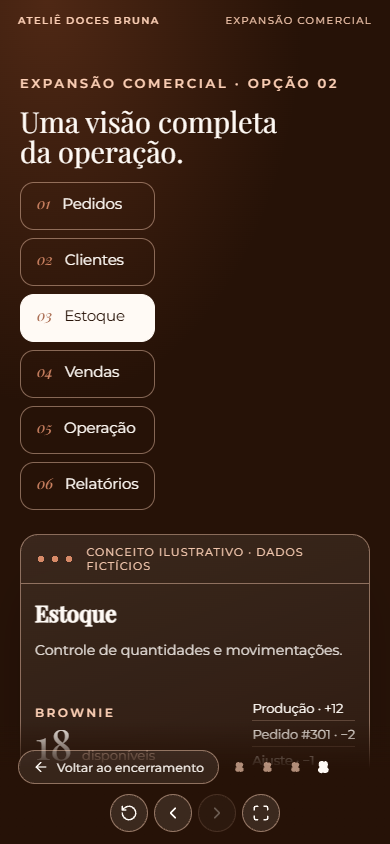 ATELIÊ DOCES BRUNA
EXPANSÃO COMERCIAL
EXPANSÃO COMERCIAL · OPÇÃO 02
Uma visão completa
da operação.
01 Pedidos
02 Clientes
03 Estoque
04 Vendas
05 Operação
06 Relatórios
CONCEITO ILUSTRATIVO · DADOS
FICTÍCIOS
Estoque
Controle de quantidades e movimentações.
BROWNIE
18 disponíveis
Produção · +12
Pedido #301 · −2
Ajuste · −1
Voltar ao encerramento